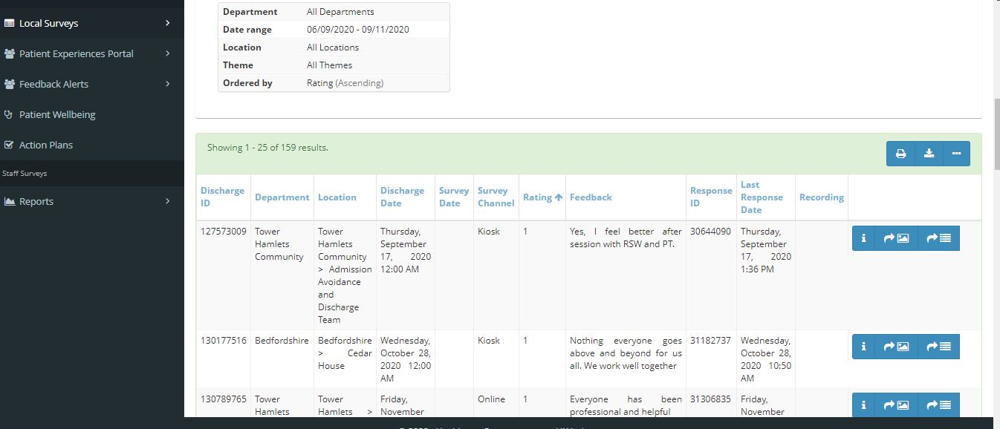 Local Surveys
Patient Experiences Portal
Feedback Alerts
Patient Wellbeing
Action Plans
Staff Surveys
Reports
Department All Departments
Date range 06/09/2020 - 09/11/2020
Location All Locations
Theme All Themes
Ordered by Rating (Ascending)
Showing 1 - 25 of 159 results.
Discharge
ID
Department
Location
Discharge
Date
Survey
Date
Survey
Channel
Rating
Feedback
Response
ID
Last
Response
Date
Recording
127573009
Tower
Hamlets
Community
Tower
Hamlets
Community
> Admission
Avoidance
and
Discharge
Team
Thursday,
September
17, 2020
12:00 AM
Kiosk
1
Yes, I feel better after
session with RSW and PT.
30644090
Thursday,
September
17, 2020
1:36 PM
130177516
Bedfordshire
Bedfordshire
> Cedar
House
Wednesday,
October 28,
2020 12:00
AM
Kiosk
1
Nothing everyone goes
above and beyond for us
all. We work well together
31182737
Wednesday,
October 28,
2020 10:50
AM
130789765
Tower
Hamlets
Tower
Hamlets >
Friday,
November
Online
1
Everyone has been
professional and helpful
31306835
Friday,
November